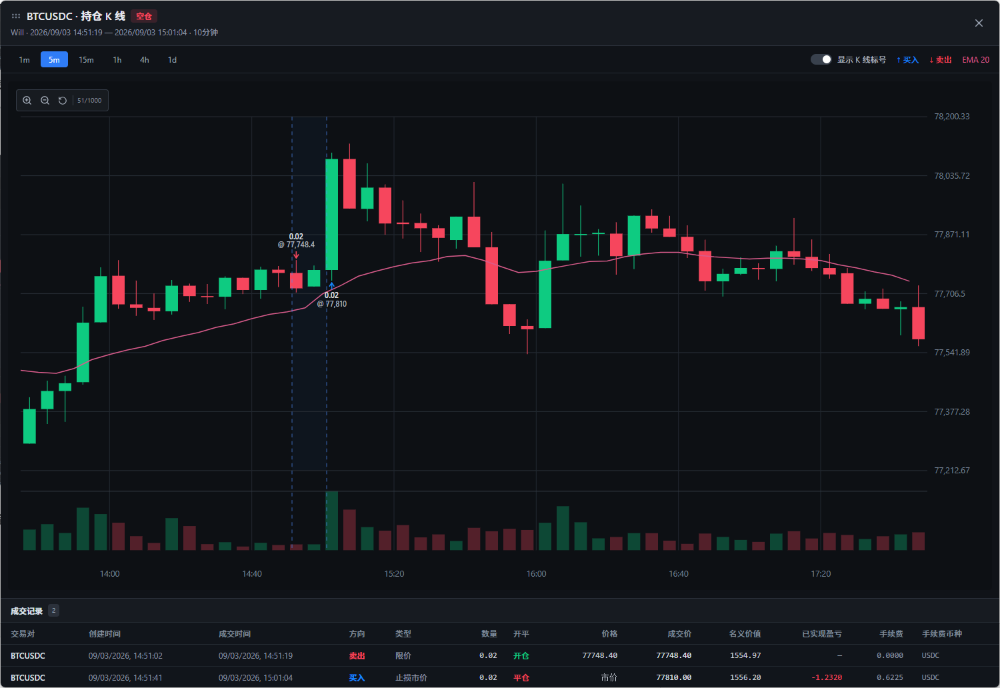 BTCUSDC · 持仓 K 线 空仓
Will · 2026/09/03 14:51:19 — 2026/09/03 15:01:04 · 10分钟
1m 5m 15m 1h 4h 1d 显示 K 线标号 ↑ 买入 ↓ 卖出 EMA 20
51/1000
78,200.33
78,035.72
77,871.11
77,706.5
77,541.89
77,377.28
77,212.67
0.02
@ 77,748.4
0.02
@ 77,810
14:00 14:40 15:20 16:00 16:40 17:20
成交记录 2
交易对 创建时间 成交时间 方向 类型 数量 开平 价格 成交价 名义价值 已实现盈亏 手续费 手续费币种
BTCUSDC 09/03/2026, 14:51:02 09/03/2026, 14:51:19 卖出 限价 0.02 开仓 77748.40 77748.40 1554.97 — 0.0000 USDC
BTCUSDC 09/03/2026, 14:51:41 09/03/2026, 15:01:04 买入 止损市价 0.02 平仓 市价 77810.00 1556.20 -1.2320 0.6225 USDC